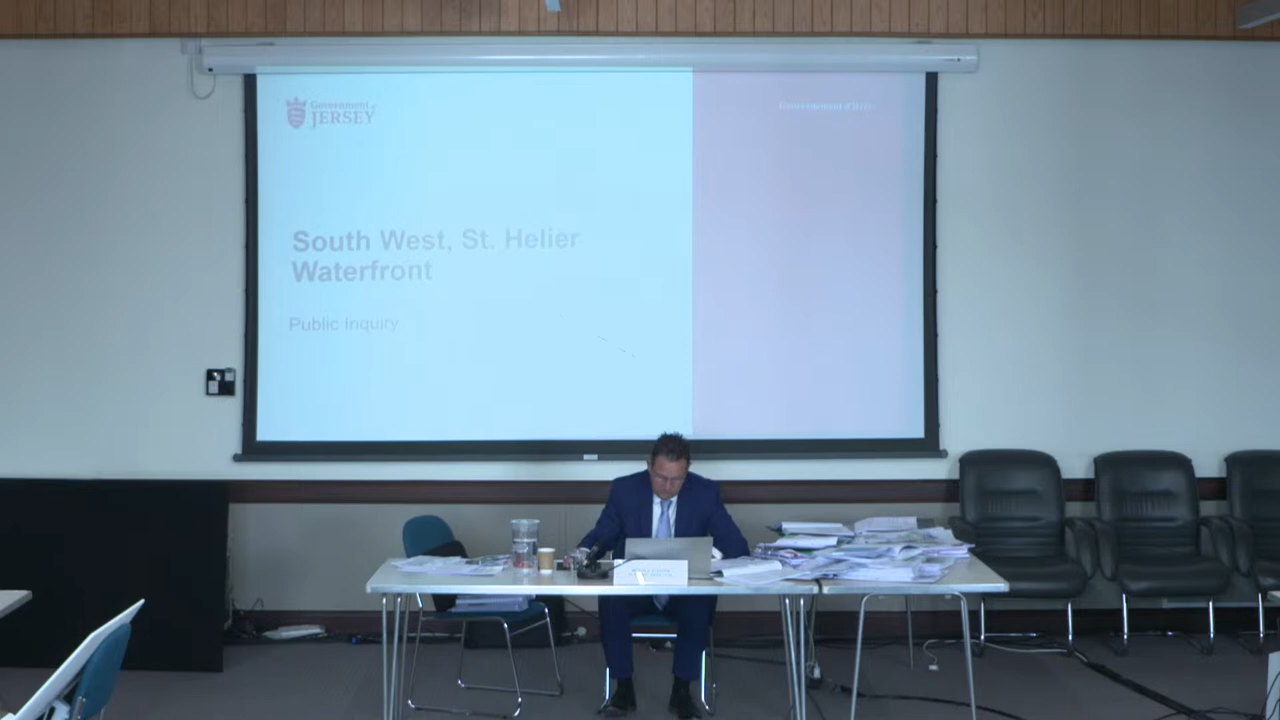 Government of
JERSEY
South West, St. Helier
Waterfront
Public Inquiry